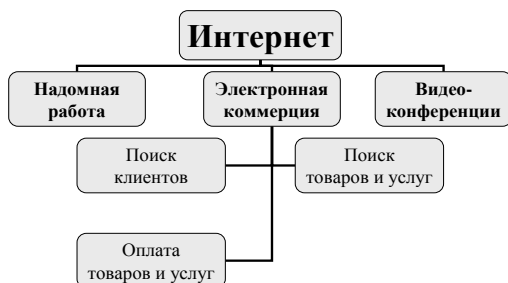 Интернет
Надомная
работа
Электронная
коммерция
Видео-
конференции
Поиск
клиентов
Поиск
товаров и услуг
Оплата
товаров и услуг